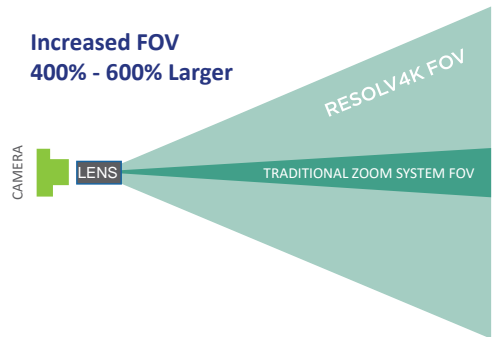 Increased FOV
400% - 600% Larger
RESOLV4K FOV
CAMERA
LENS
TRADITIONAL ZOOM SYSTEM FOV